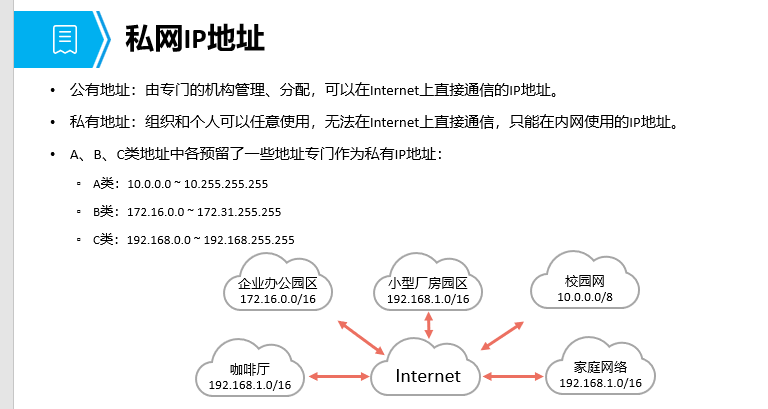 私网IP地址
• 公有地址：由专门的机构管理、分配，可以在Internet上直接通信的IP地址。
• 私有地址：组织和个人可以任意使用，无法在Internet上直接通信，只能在内网使用的IP地址。
• A、B、C类地址中各预留了一些地址专门作为私有IP地址：
▫ A类：10.0.0.0 ~ 10.255.255.255
▫ B类：172.16.0.0 ~ 172.31.255.255
▫ C类：192.168.0.0 ~ 192.168.255.255
企业办公园区
172.16.0.0/16
小型厂房园区
192.168.1.0/16
校园网
10.0.0.0/8
咖啡厅
192.168.1.0/16
Internet
家庭网络
192.168.1.0/16